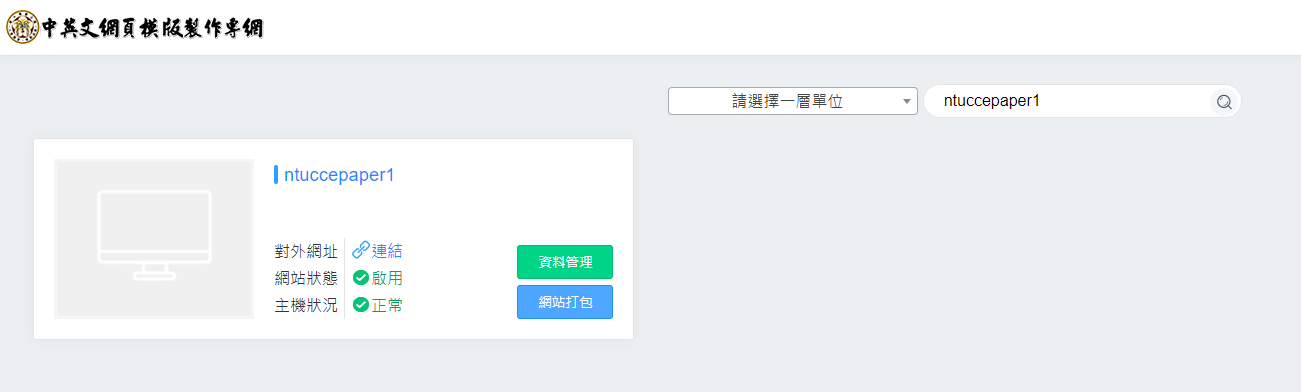 中英文網頁模版製作專網
請選擇一層單位
ntuccepaper1
ntuccepaper1
對外網址 連結
網站狀態 啟用
主機狀況 正常
資料管理
網站打包